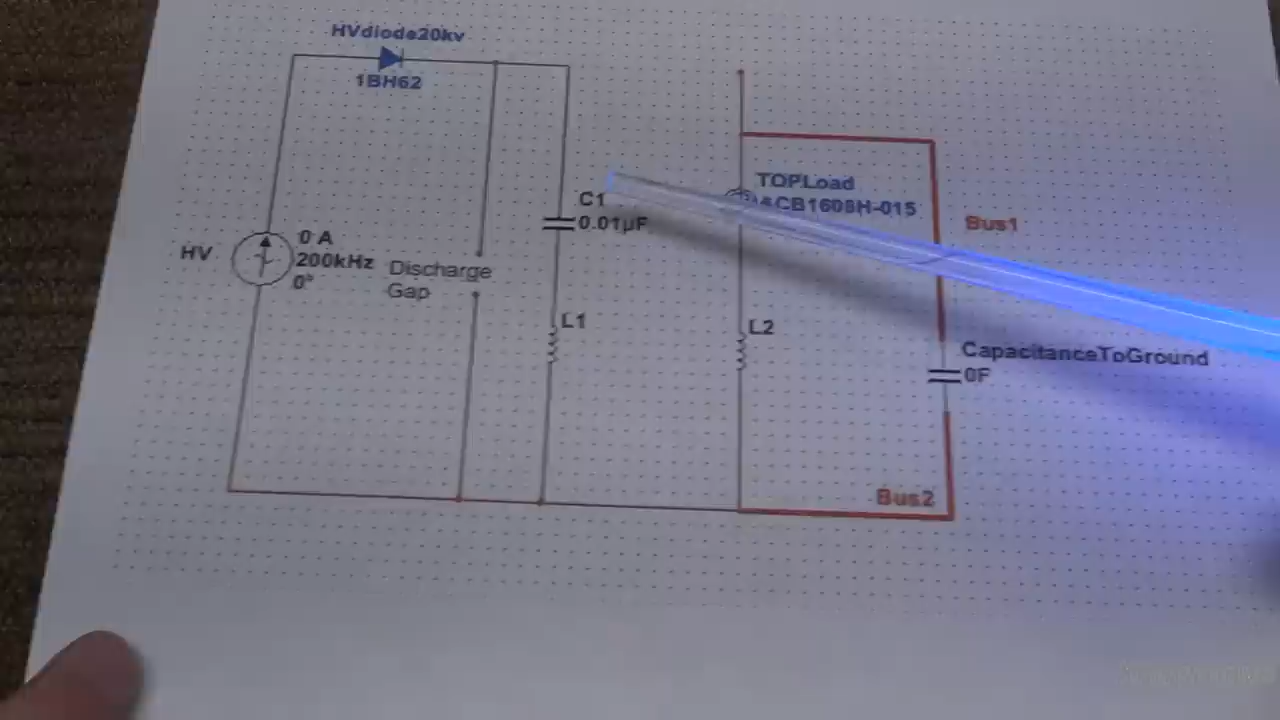 HVdiode20kv
1BH62
HV
0 A
200kHz
0°
Discharge
Gap
C1
0.01µF
L1
TOPLoad
Bus1
L2
CapacitanceToGround
0F
Bus2